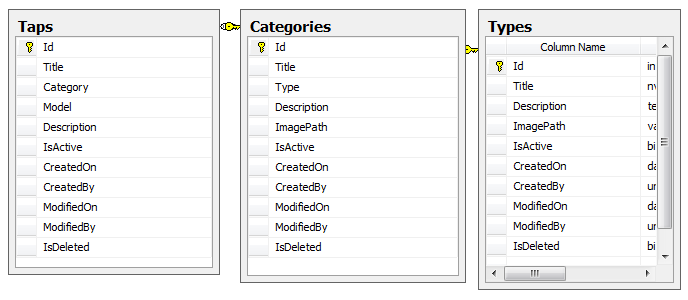 Taps
Id
Title
Category
Model
Description
IsActive
CreatedOn
CreatedBy
ModifiedOn
ModifiedBy
IsDeleted
Categories
Id
Title
Type
Description
ImagePath
IsActive
CreatedOn
CreatedBy
ModifiedOn
ModifiedBy
IsDeleted
Types
Column Name
Id in
Title nv
Description te
ImagePath va
IsActive bi
CreatedOn da
CreatedBy un
ModifiedOn da
ModifiedBy un
IsDeleted bi